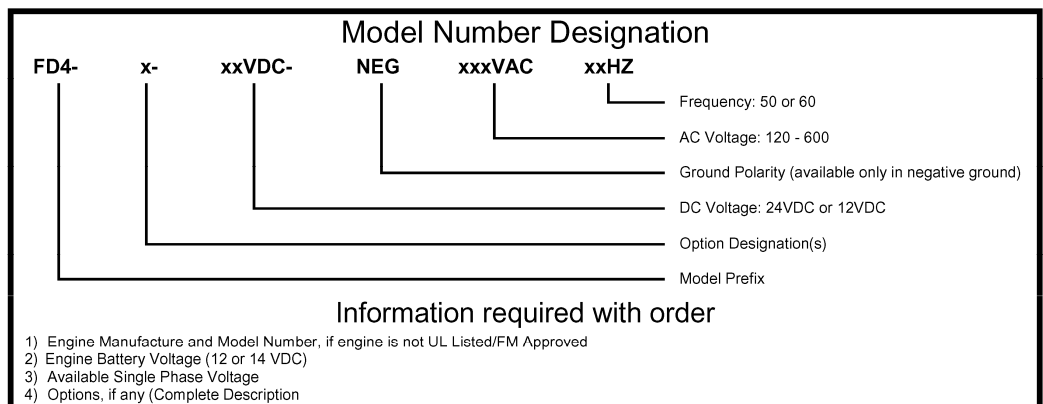 Model Number Designation
FD4- x- xxVDC- NEG xxxVAC xxHZ
Frequency: 50 or 60
AC Voltage: 120 - 600
Ground Polarity (available only in negative ground)
DC Voltage: 24VDC or 12VDC
Option Designation(s)
Model Prefix
Information required with order
1) Engine Manufacture and Model Number, if engine is not UL Listed/FM Approved
2) Engine Battery Voltage (12 or 14 VDC)
3) Available Single Phase Voltage
4) Options, if any (Complete Description